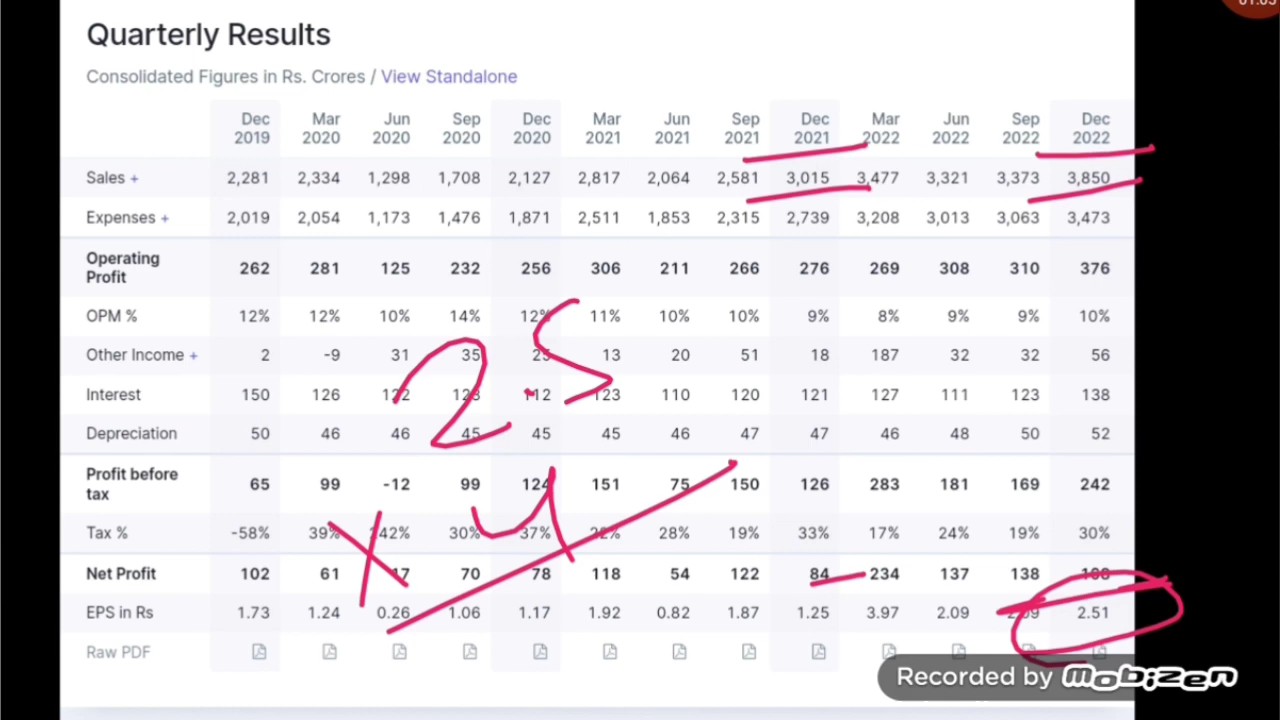 01:05
Quarterly Results
Consolidated Figures in Rs. Crores / View Standalone
Dec 2019 Mar 2020 Jun 2020 Sep 2020 Dec 2020 Mar 2021 Jun 2021 Sep 2021 Dec 2021 Mar 2022 Jun 2022 Sep 2022 Dec 2022
Sales + 2,281 2,334 1,298 1,708 2,127 2,817 2,064 2,581 3,015 3,477 3,321 3,373 3,850
Expenses + 2,019 2,054 1,173 1,476 1,871 2,511 1,853 2,315 2,739 3,208 3,013 3,063 3,473
Operating Profit 262 281 125 232 256 306 211 266 276 269 308 310 376
OPM % 12% 12% 10% 14% 12% 11% 10% 10% 9% 8% 9% 9% 10%
Other Income + 2 -9 31 35 25 13 20 51 18 187 32 32 56
Interest 150 126 122 123 112 123 110 120 121 127 111 123 138
Depreciation 50 46 46 45 45 45 46 47 47 46 48 50 52
Profit before tax 65 99 -12 99 124 151 75 150 126 283 181 169 242
Tax % -58% 39% 42% 30% 37% 22% 28% 19% 33% 17% 24% 19% 30%
Net Profit 102 61 17 70 78 118 54 122 84 234 137 138
EPS in Rs 1.73 1.24 0.26 1.06 1.17 1.92 0.82 1.87 1.25 3.97 2.09 2.51
Raw PDF
2.5
x 4
Recorded by mobizen